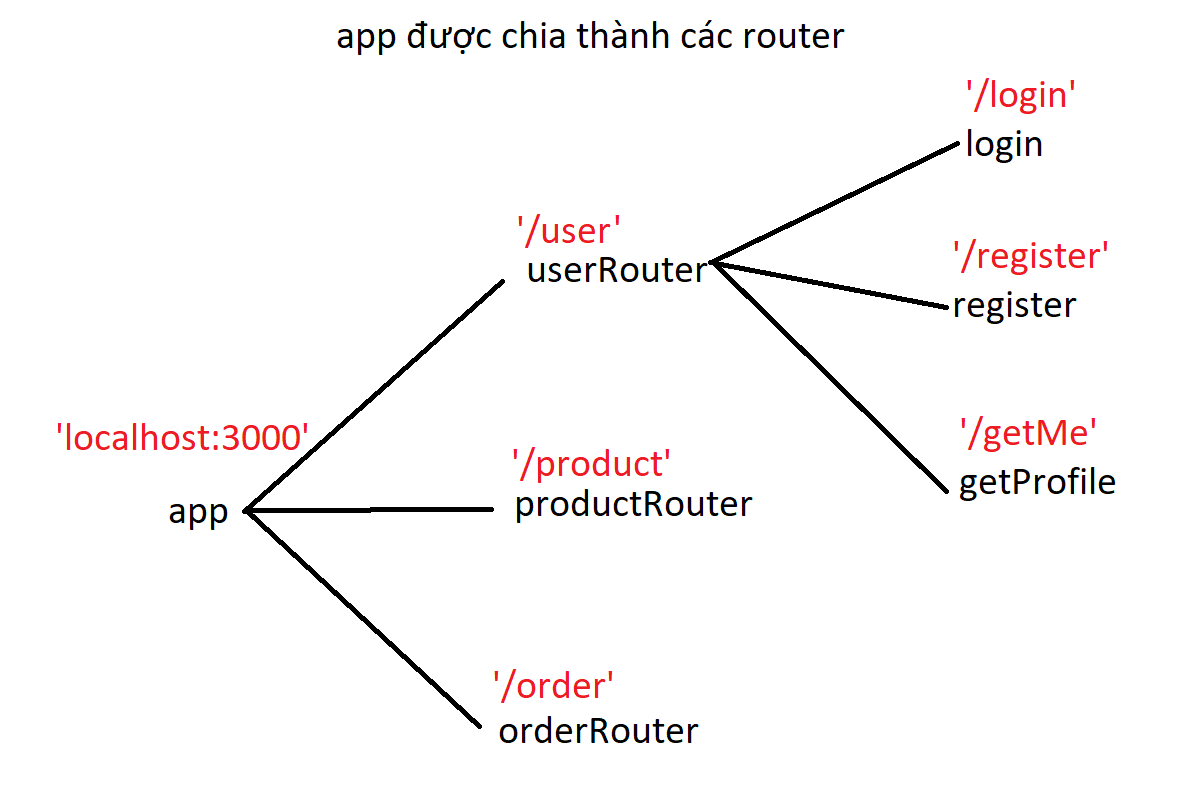 app được chia thành các router
'/login'
login
'/user'
userRouter
'/register'
register
'localhost:3000'
app
'/product'
productRouter
'/getMe'
getProfile
'/order'
orderRouter